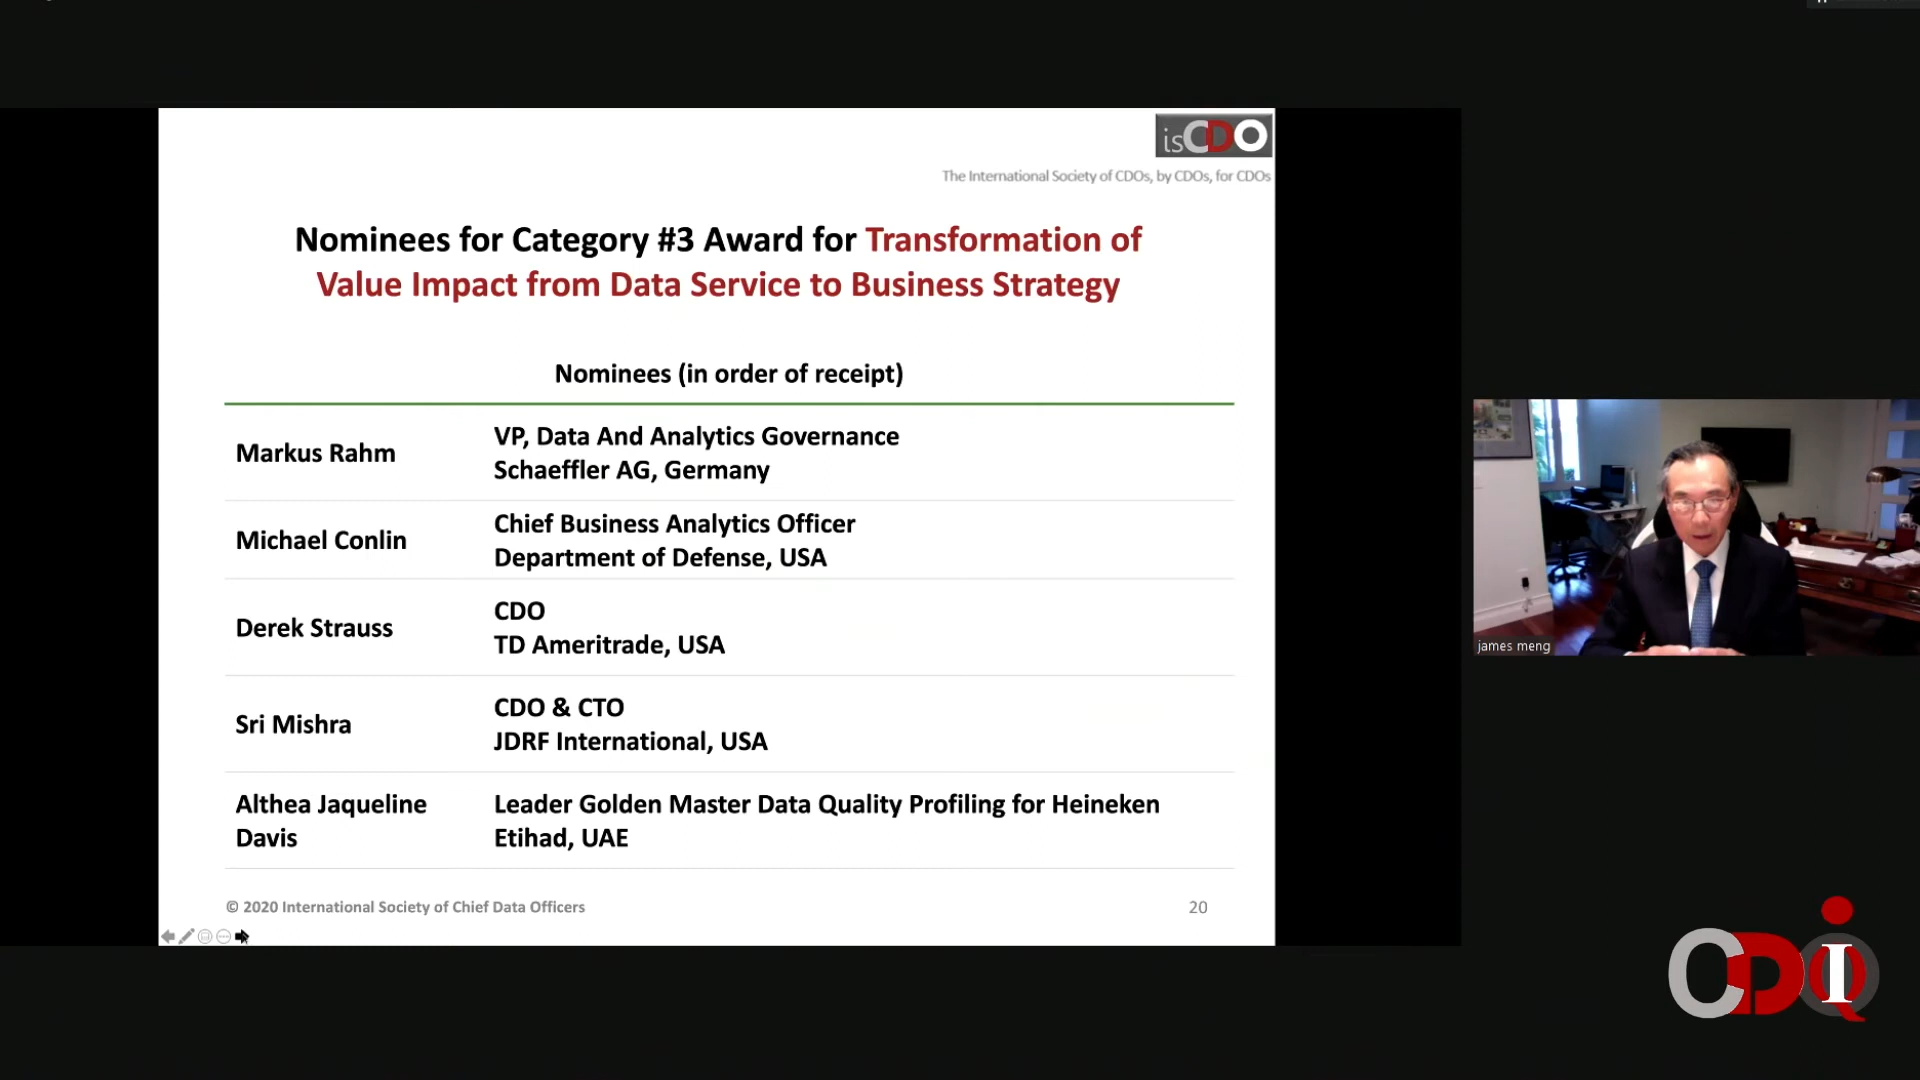 isCDO
The International Society of CDOs, by CDOs, for CDOs
Nominees for Category #3 Award for Transformation of
Value Impact from Data Service to Business Strategy
Nominees (in order of receipt)
Markus Rahm
VP, Data And Analytics Governance
Schaeffler AG, Germany
Michael Conlin
Chief Business Analytics Officer
Department of Defense, USA
Derek Strauss
CDO
TD Ameritrade, USA
Sri Mishra
CDO & CTO
JDRF International, USA
Althea Jaqueline
Davis
Leader Golden Master Data Quality Profiling for Heineken
Etihad, UAE
© 2020 International Society of Chief Data Officers
20
james meng
CDIQ